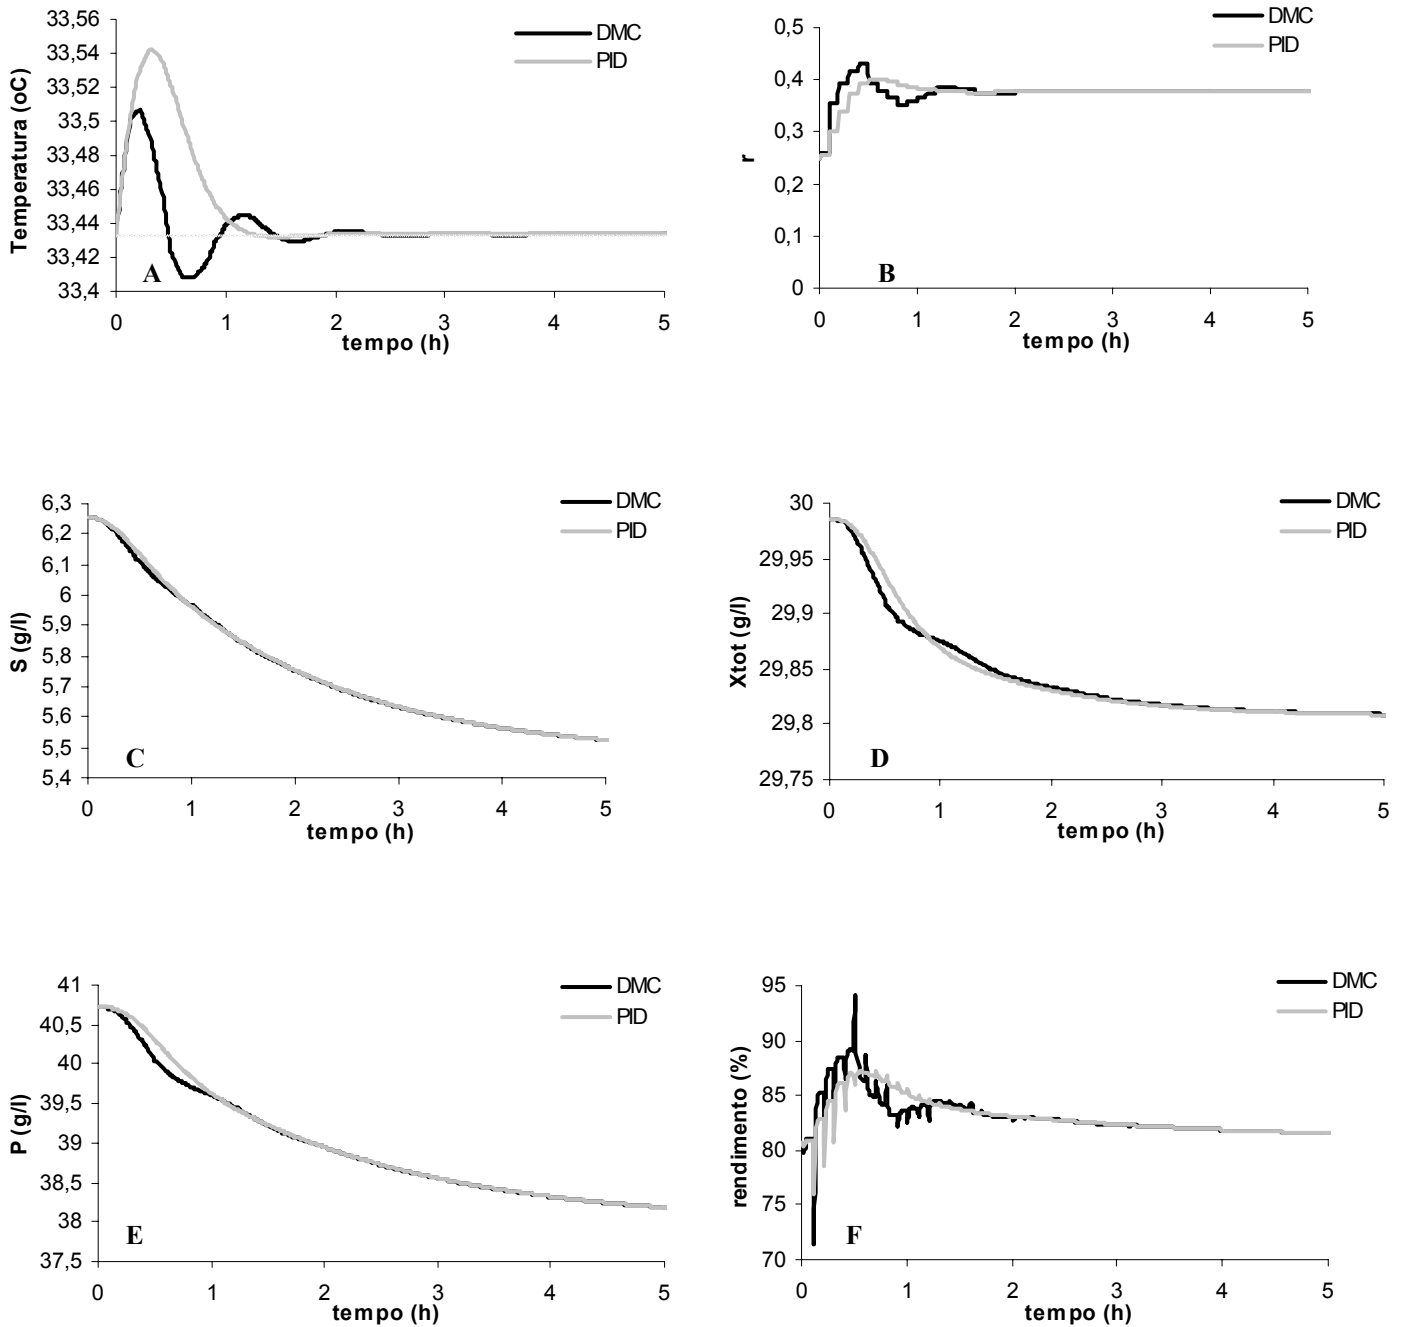 33,56
33,54
33,52
33,5
33,48
33,46
33,44
33,42
33,4
Temperatura (oC)
DMC
PID
A
0 1 2 3 4 5
tempo (h)
0,5
0,4
0,3
0,2
0,1
0
r
DMC
PID
B
0 1 2 3 4 5
tempo (h)
6,3
6,2
6,1
6
5,9
5,8
5,7
5,6
5,5
5,4
S (g/l)
DMC
PID
C
0 1 2 3 4 5
tempo (h)
30
29,95
29,9
29,85
29,8
29,75
Xtot (g/l)
DMC
PID
D
0 1 2 3 4 5
tempo (h)
41
40,5
40
39,5
39
38,5
38
37,5
P (g/l)
DMC
PID
E
0 1 2 3 4 5
tempo (h)
95
90
85
80
75
70
rendimento (%)
DMC
PID
F
0 1 2 3 4 5
tempo (h)